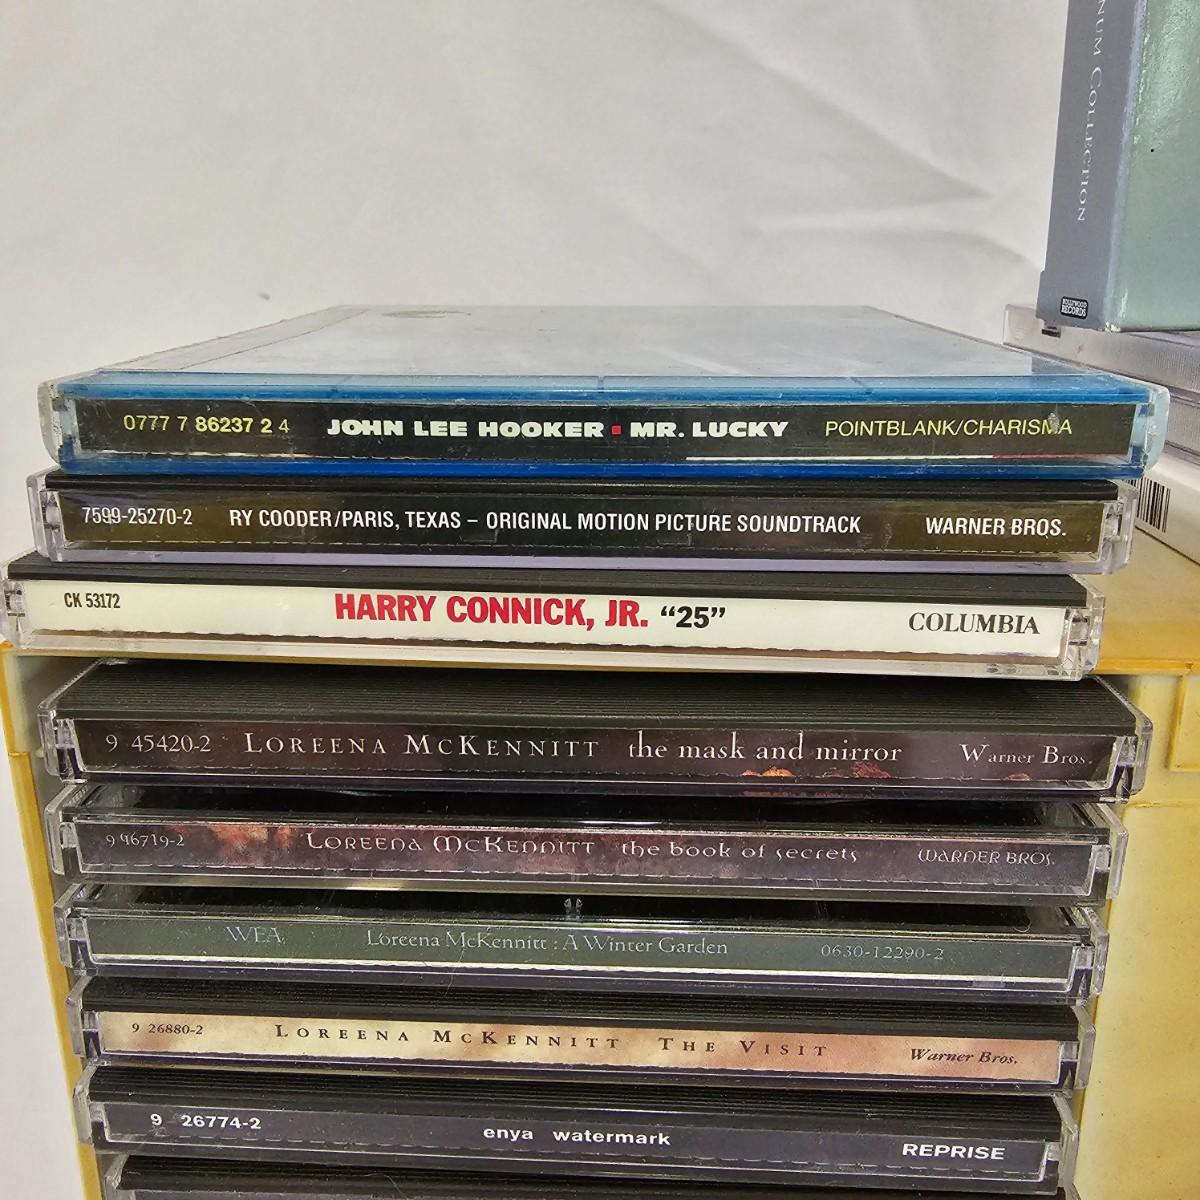 NUM COLLECTION
HOLLYWOOD
RECORDS
0777 7 86237 2 4 JOHN LEE HOOKER ▪ MR. LUCKY POINTBLANK/CHARISMA
7599-25270-2 RY COODER/PARIS, TEXAS – ORIGINAL MOTION PICTURE SOUNDTRACK WARNER BROS.
CK 53172 HARRY CONNICK, JR. “25” COLUMBIA
9 45420-2 LOREENA MCKENNITT the mask and mirror Warner Bros.
9 46719-2 LOREENA MCKENNITT the book of secrets WARNER BROS.
WEA Loreena McKennitt : A Winter Garden 0630-12290-2
9 26880-2 LOREENA MCKENNITT THE VISIT Warner Bros.
9 26774-2 enya watermark REPRISE